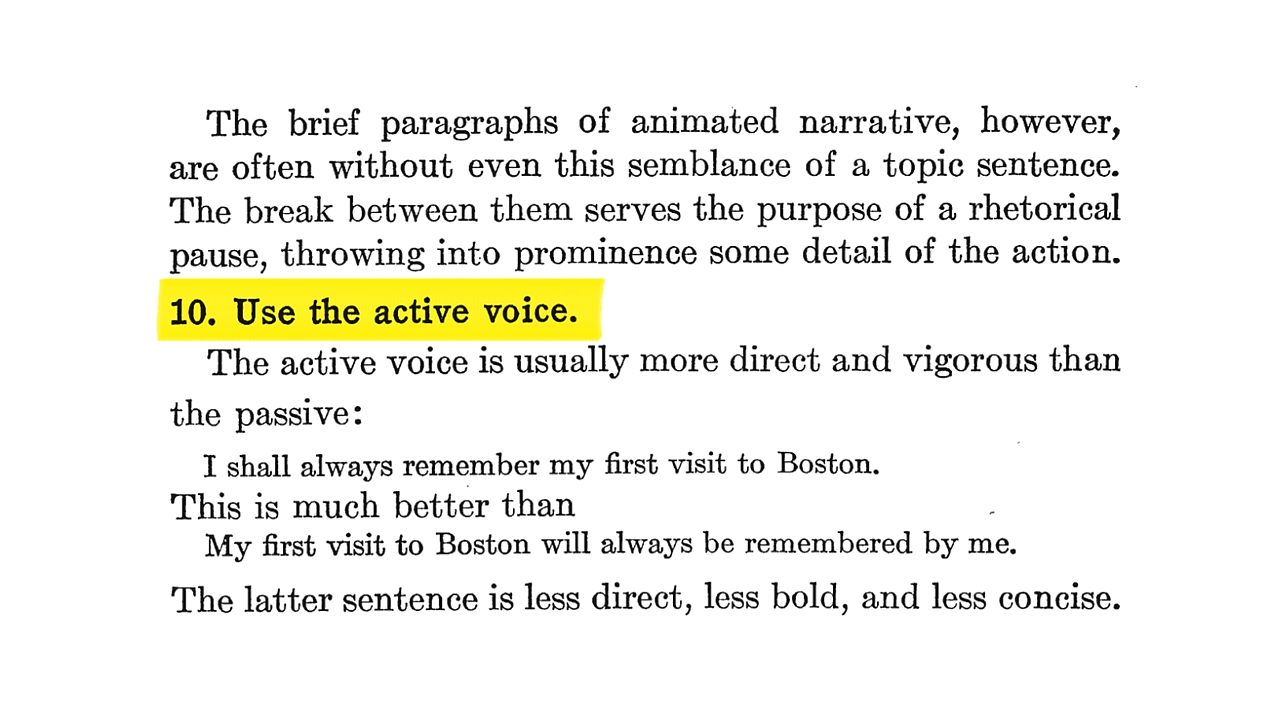 The brief paragraphs of animated narrative, however,
are often without even this semblance of a topic sentence.
The break between them serves the purpose of a rhetorical
pause, throwing into prominence some detail of the action.
10. Use the active voice.
The active voice is usually more direct and vigorous than
the passive:
I shall always remember my first visit to Boston.
This is much better than
My first visit to Boston will always be remembered by me.
The latter sentence is less direct, less bold, and less concise.